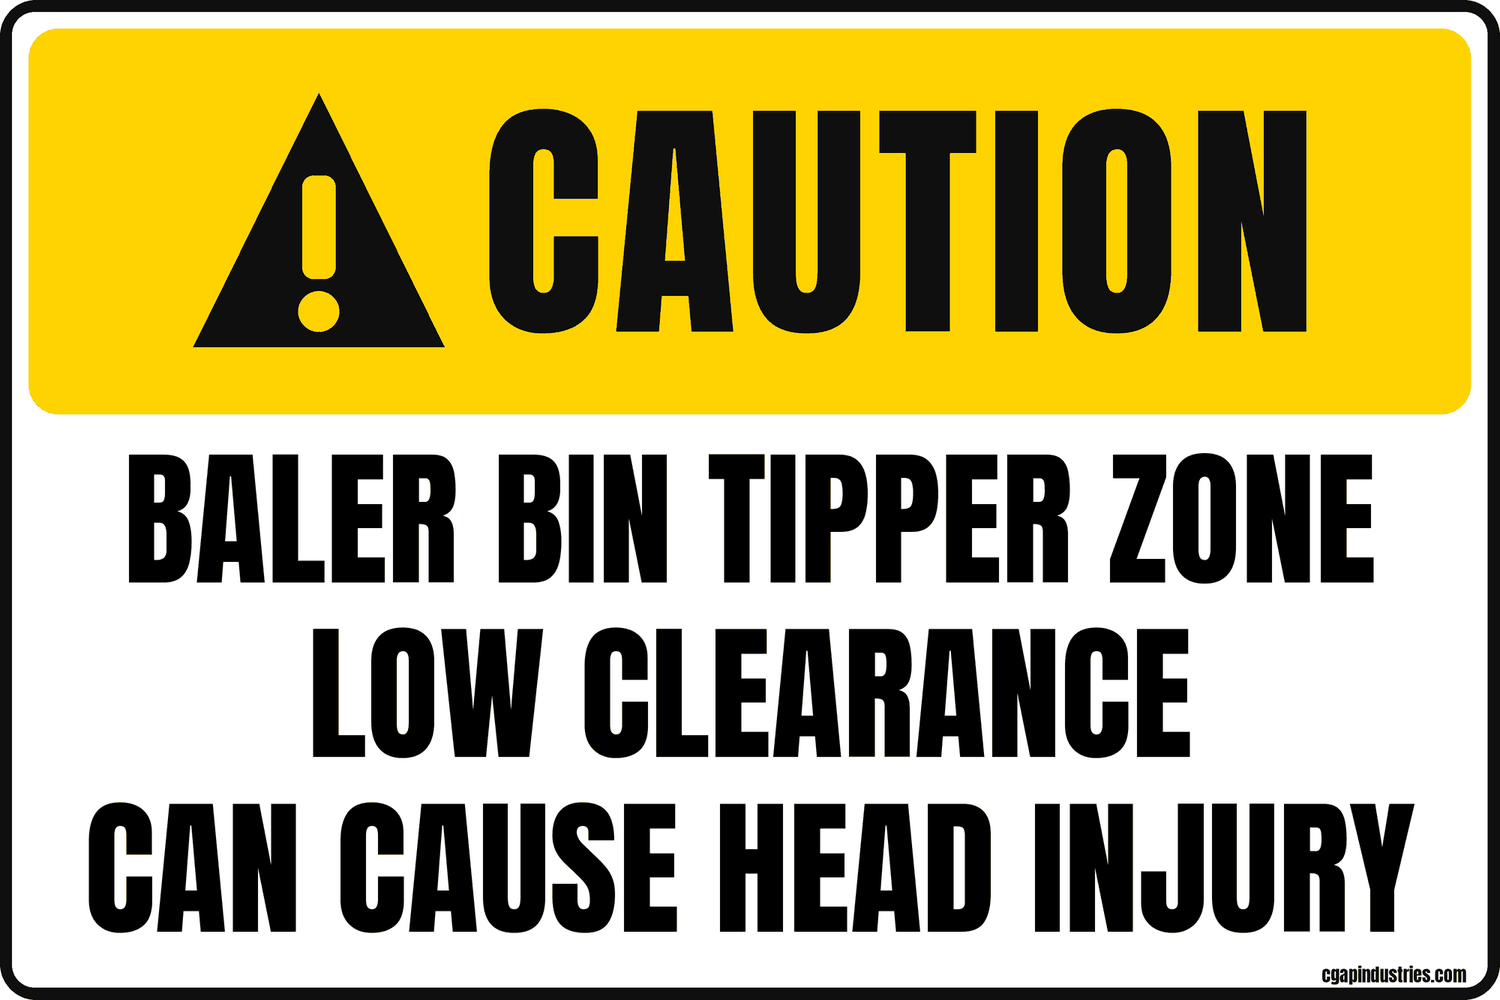 CAUTION
BALER BIN TIPPER ZONE
LOW CLEARANCE
CAN CAUSE HEAD INJURY
cgapindustries.com